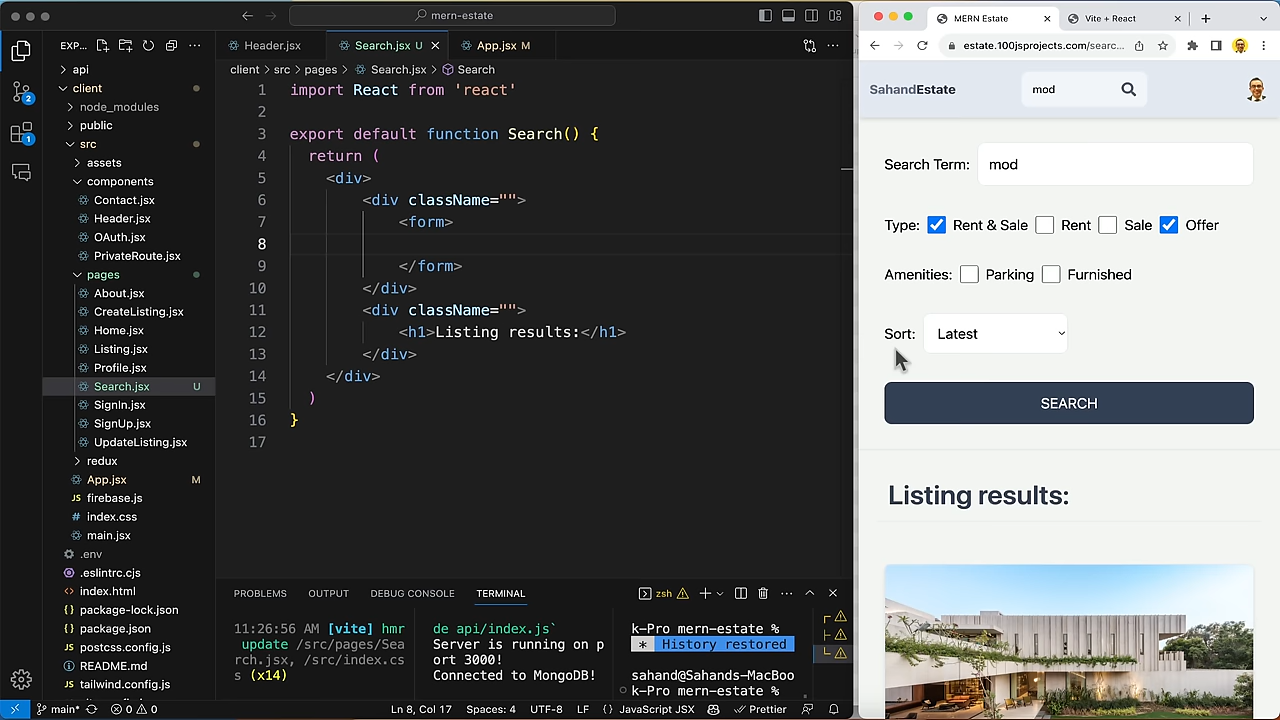 mern-estate
EXP...
api
client
node_modules
public
src
assets
components
Contact.jsx
Header.jsx
OAuth.jsx
PrivateRoute.jsx
pages
About.jsx
CreateListing.jsx
Home.jsx
Listing.jsx
Profile.jsx
Search.jsx U
SignIn.jsx
SignUp.jsx
UpdateListing.jsx
redux
App.jsx M
JS firebase.js
# index.css
main.jsx
.env
.eslintrc.cjs
<> index.html
{} package-lock.json
{} package.json
JS postcss.config.js
README.md
JS tailwind.config.js
2
1
Header.jsx Search.jsx U App.jsx M
client > src > pages > Search.jsx > Search
1 import React from 'react'
2
3 export default function Search() {
4 return (
5 <div>
6 <div className="">
7 <form>
8
9 </form>
10 </div>
11 <div className="">
12 <h1>Listing results:</h1>
13 </div>
14 </div>
15 )
16 }
17
PROBLEMS OUTPUT DEBUG CONSOLE TERMINAL zsh
11:26:56 AM [vite] hmr
update /src/pages/Sea
rch.jsx, /src/index.cs
s (x14)
de api/index.js`
Server is running on p
ort 3000!
Connected to MongoDB!
k-Pro mern-estate %
* History restored
sahand@Sahands-MacBoo
k-Pro mern-estate %
main* 0 0 Ln 8, Col 17 Spaces: 4 UTF-8 LF {} JavaScript JSX Prettier
MERN Estate Vite + React
estate.100jsprojects.com/searc...
SahandEstate mod
Search Term: mod
Type: Rent & Sale Rent Sale Offer
Amenities: Parking Furnished
Sort: Latest
SEARCH
Listing results: